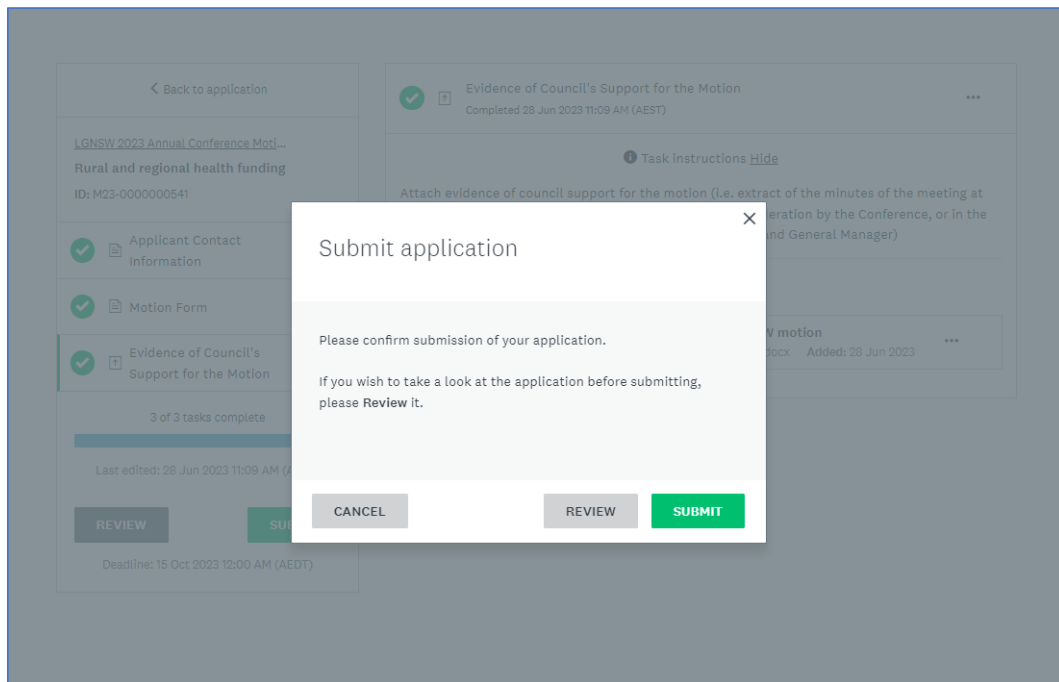 Back to application
LGNSW 2023 Annual Conference Moti...
Rural and regional health funding
ID: M23-0000000541
Applicant Contact
Information
Motion Form
Evidence of Council's
Support for the Motion
3 of 3 tasks complete
Last edited: 28 Jun 2023 11:09 AM (A
REVIEW
SU
Deadline: 15 Oct 2023 12:00 AM (AEDT)
Evidence of Council's Support for the Motion
Completed 28 Jun 2023 11:09 AM (AEST)
Task instructions Hide
Attach evidence of council support for the motion (i.e. extract of the minutes of the meeting at
eration by the Conference, or in the
and General Manager)
motion
docx Added: 28 Jun 2023
Submit application
Please confirm submission of your application.
If you wish to take a look at the application before submitting,
please Review it.
CANCEL
REVIEW
SUBMIT